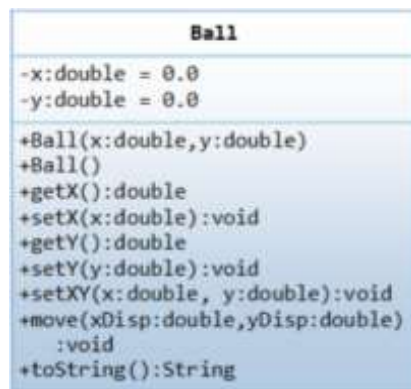 Ball
-x:double = 0.0
-y:double = 0.0
+Ball(x:double,y:double)
+Ball()
+getX():double
+setX(x:double):void
+getY():double
+setY(y:double):void
+setXY(x:double, y:double):void
+move(xDisp:double,yDisp:double)
:void
+toString():String